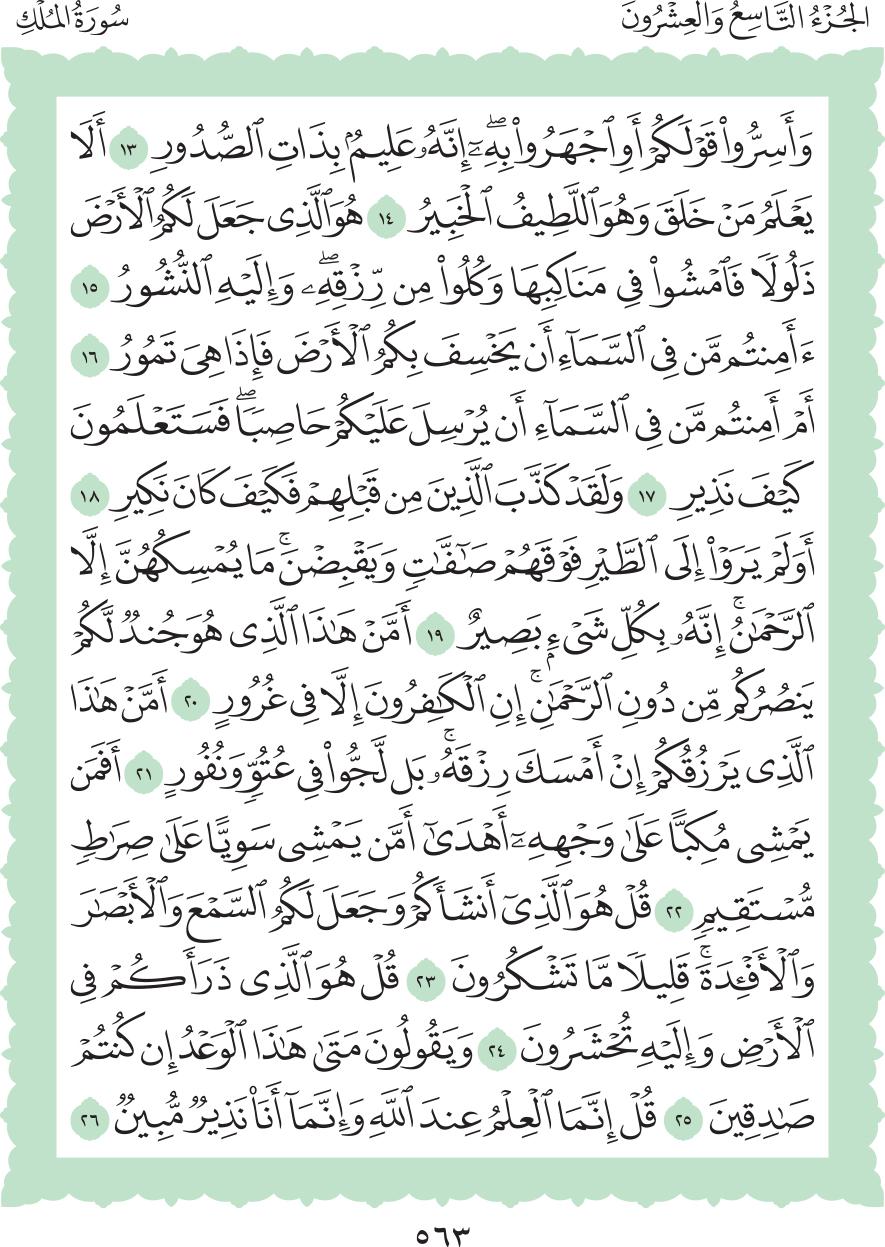 الجُزْءُ التَّاسِعُ وَالْعِشْرُونَ
سُورَةُ المُلْكِ
وَأَسِرُّواْ قَوْلَكُمْ أَوِ ٱجْهَرُواْ بِهِۦٓۖ إِنَّهُۥ عَلِيمُۢ بِذَاتِ ٱلصُّدُورِ ١٣ أَلَا
يَعْلَمُ مَنْ خَلَقَ وَهُوَ ٱللَّطِيفُ ٱلْخَبِيرُ ١٤ هُوَ ٱلَّذِى جَعَلَ لَكُمُ ٱلْأَرْضَ
ذَلُولًا فَٱمْشُواْ فِى مَنَاكِبِهَا وَكُلُواْ مِن رِّزْقِهِۦۖ وَإِلَيْهِ ٱلنُّشُورُ ١٥
ءَأَمِنتُم مَّن فِى ٱلسَّمَآءِ أَن يَخْسِفَ بِكُمُ ٱلْأَرْضَ فَإِذَا هِىَ تَمُورُ ١٦
أَمْ أَمِنتُم مَّن فِى ٱلسَّمَآءِ أَن يُرْسِلَ عَلَيْكُمْ حَاصِبًاۖ فَسَتَعْلَمُونَ
كَيْفَ نَذِيرِ ١٧ وَلَقَدْ كَذَّبَ ٱلَّذِينَ مِن قَبْلِهِمْ فَكَيْفَ كَانَ نَكِيرِ ١٨
أَوَلَمْ يَرَوْاْ إِلَى ٱلطَّيْرِ فَوْقَهُمْ صَٰٓفَّٰتٍ وَيَقْبِضْنَۚ مَا يُمْسِكُهُنَّ إِلَّا
ٱلرَّحْمَٰنُۚ إِنَّهُۥ بِكُلِّ شَىْءِۭ بَصِيرٌ ١٩ أَمَّنْ هَٰذَا ٱلَّذِى هُوَ جُندٌ لَّكُمْ
يَنصُرُكُم مِّن دُونِ ٱلرَّحْمَٰنِۚ إِنِ ٱلْكَٰفِرُونَ إِلَّا فِى غُرُورٍ ٢٠ أَمَّنْ هَٰذَا
ٱلَّذِى يَرْزُقُكُمْ إِنْ أَمْسَكَ رِزْقَهُۥۚ بَل لَّجُّواْ فِى عُتُوٍّ وَنُفُورٍ ٢١ أَفَمَن
يَمْشِى مُكِبًّا عَلَىٰ وَجْهِهِۦٓ أَهْدَىٰٓ أَمَّن يَمْشِى سَوِيًّا عَلَىٰ صِرَٰطٍ
مُّسْتَقِيمٍ ٢٢ قُلْ هُوَ ٱلَّذِىٓ أَنشَأَكُمْ وَجَعَلَ لَكُمُ ٱلسَّمْعَ وَٱلْأَبْصَٰرَ
وَٱلْأَفْـِٔدَةَۚ قَلِيلًا مَّا تَشْكُرُونَ ٢٣ قُلْ هُوَ ٱلَّذِى ذَرَأَكُمْ فِى
ٱلْأَرْضِ وَإِلَيْهِ تُحْشَرُونَ ٢٤ وَيَقُولُونَ مَتَىٰ هَٰذَا ٱلْوَعْدُ إِن كُنتُمْ
صَٰدِقِينَ ٢٥ قُلْ إِنَّمَا ٱلْعِلْمُ عِندَ ٱللَّهِ وَإِنَّمَآ أَنَا۠ نَذِيرٌ مُّبِينٌ ٢٦
٥٦٣